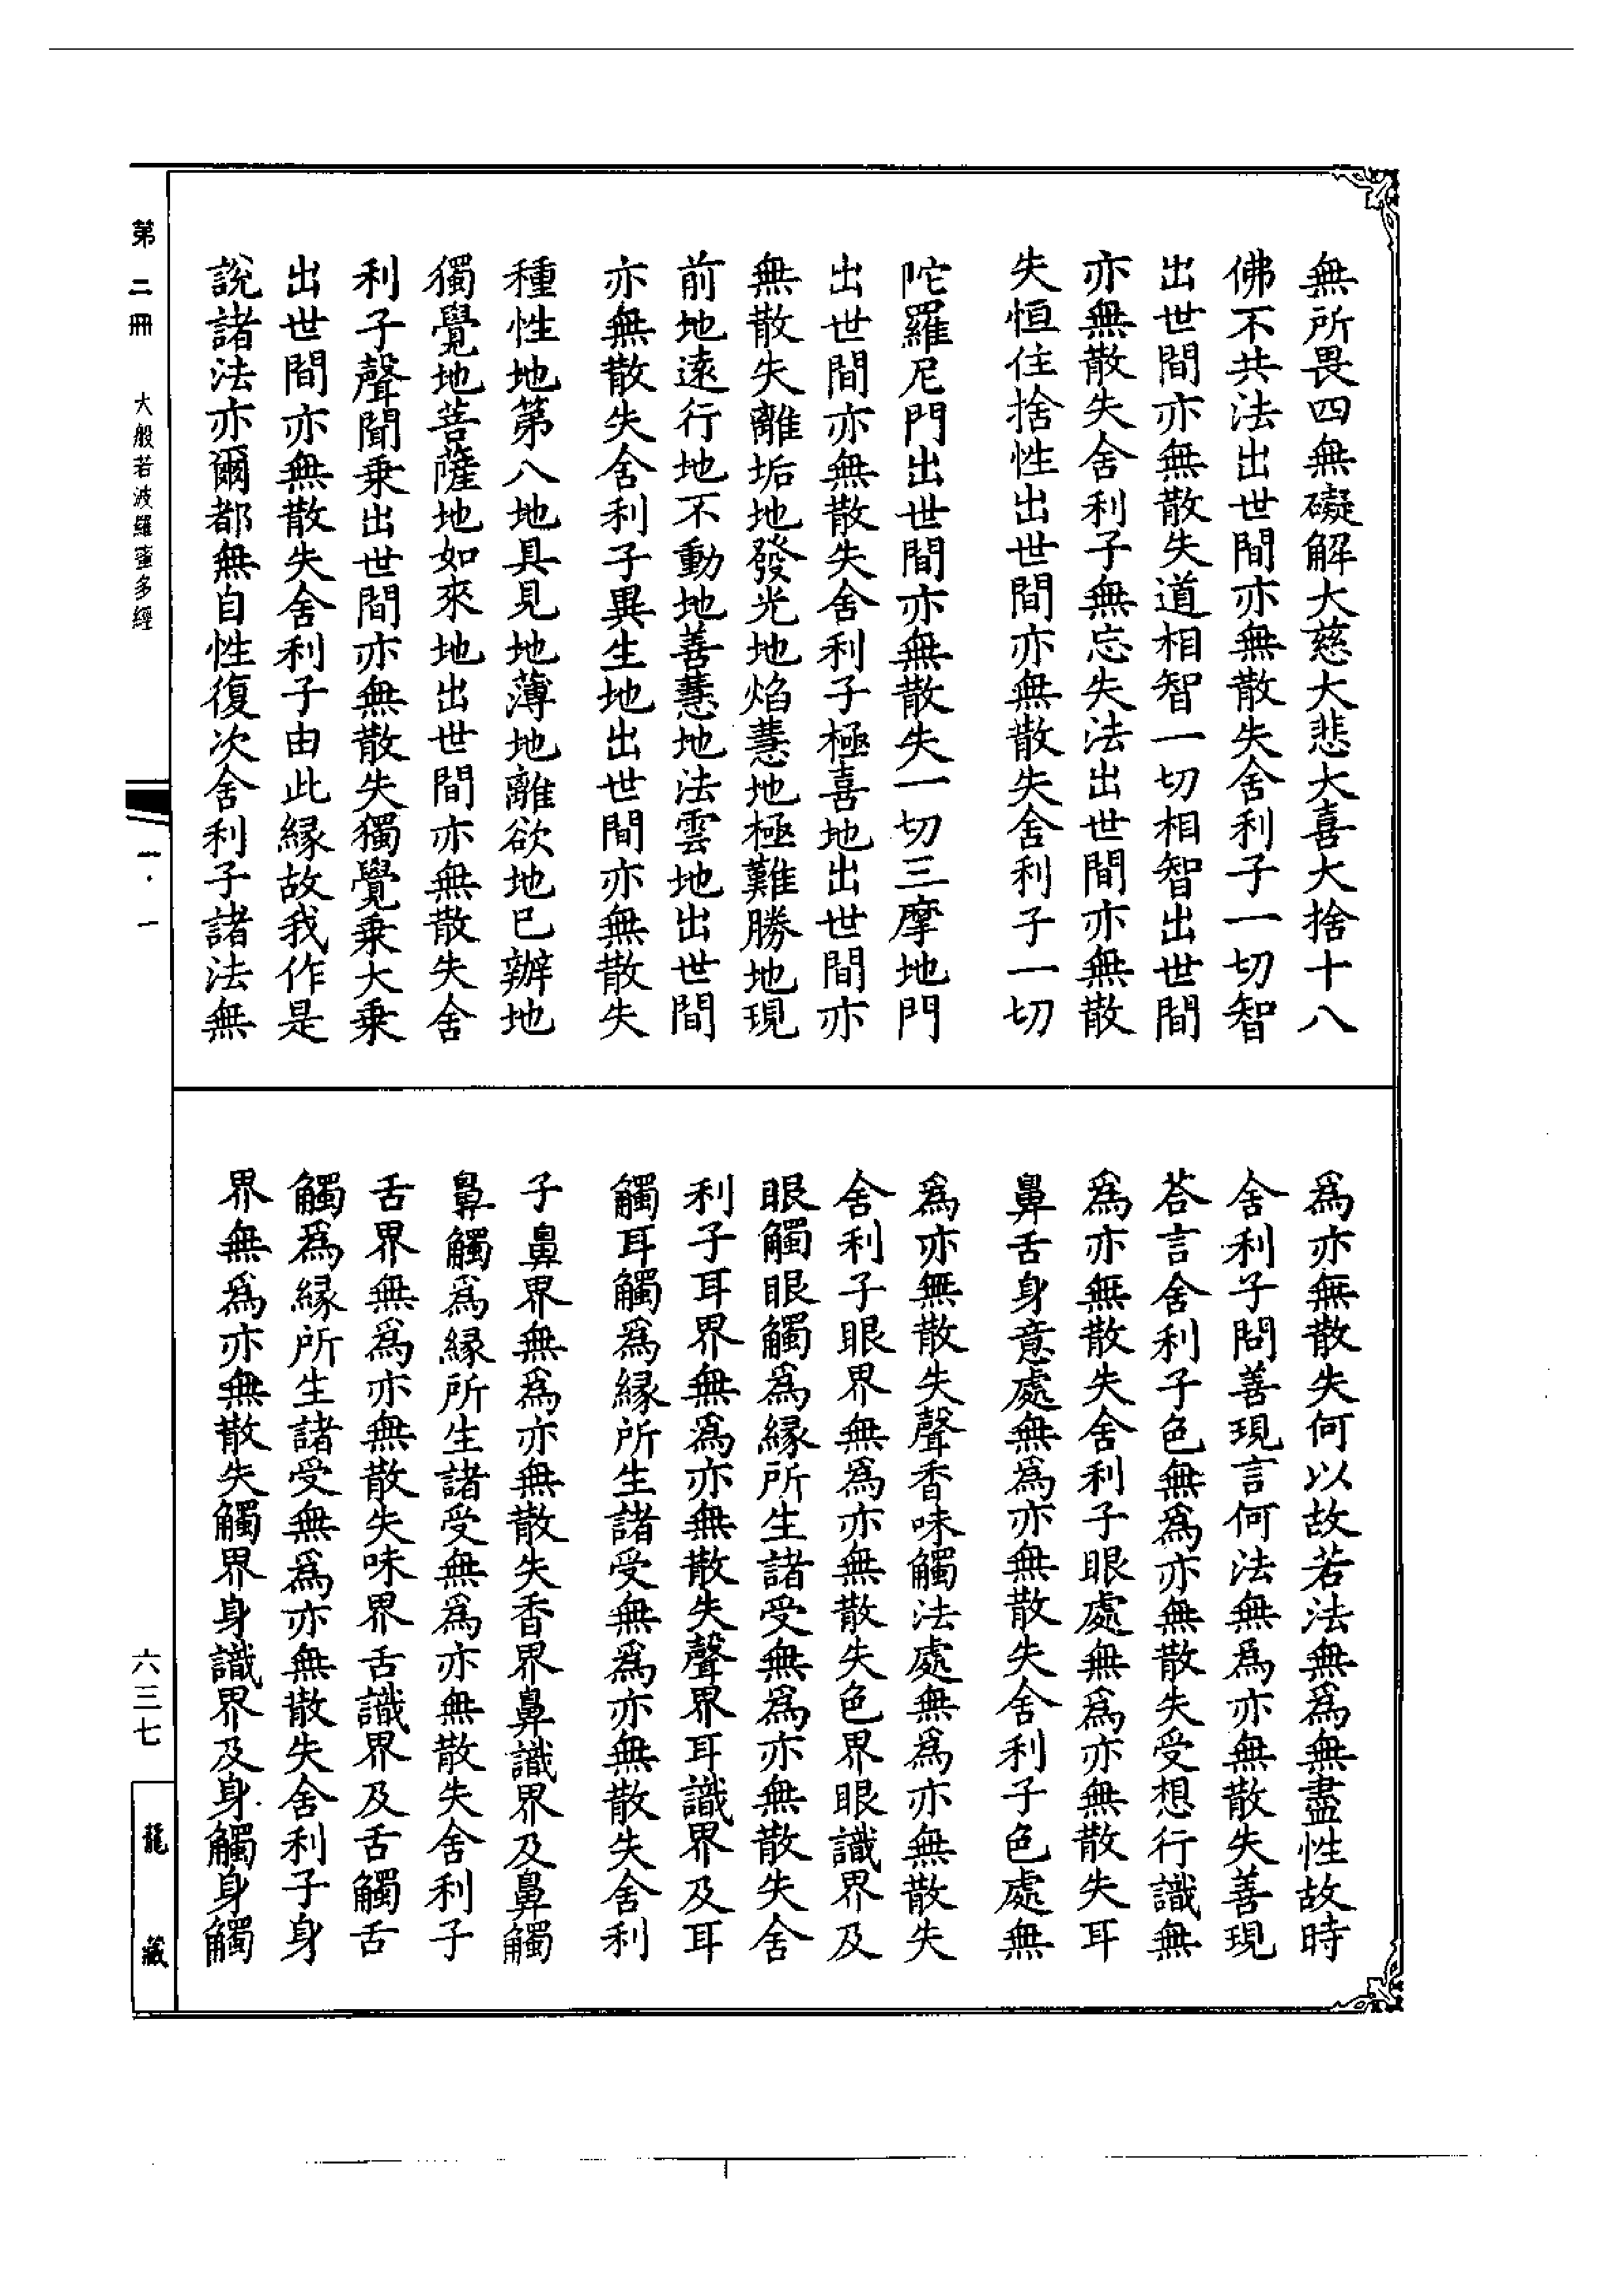 無所畏四無礙解大慈大悲大喜大捨十八
佛不共法出世間亦無散失舍利子一切智
出世間亦無散失道相智一切相智出世間
亦無散失舍利子無忘失法出世間亦無散
失恒住捨性出世間亦無散失舍利子一切
陀羅尼門出世間亦無散失一切三摩地門
出世間亦無散失舍利子極喜地出世間亦
無散失離垢地發光地焰慧地極難勝地現
前地遠行地不動地善慧地法雲地出世間
亦無散失舍利子異生地出世間亦無散失
種性地第八地具見地薄地離欲地已辦地
獨覺地菩薩地如來地出世間亦無散失舍
利子聲聞乗出世間亦無散失獨覺乗大乗
出世間亦無散失舍利子由此縁故我作是
說諸法亦爾都無自性復次舍利子諸法無
爲亦無散失何以故若法無爲無盡性故時
舍利子問善現言何法無爲亦無散失善現
荅言舍利子色無爲亦無散失受想行識無
爲亦無散失舍利子眼處無爲亦無散失耳
鼻舌身意處無爲亦無散失舍利子色處無
爲亦無散失聲香味觸法處無爲亦無散失
舍利子眼界無爲亦無散失色界眼識界及
眼觸眼觸爲縁所生諸受無爲亦無散失舍
利子耳界無爲亦無散失聲界耳識界及耳
觸耳觸爲縁所生諸受無爲亦無散失舍利
子鼻界無爲亦無散失香界鼻識界及鼻觸
鼻觸爲縁所生諸受無爲亦無散失舍利子
舌界無爲亦無散失味界舌識界及舌觸舌
觸爲縁所生諸受無爲亦無散失舍利子身
界無爲亦無散失觸界身識界及身觸身觸
第二冊 大般若波羅蜜多經 一·一 六三七 龍藏